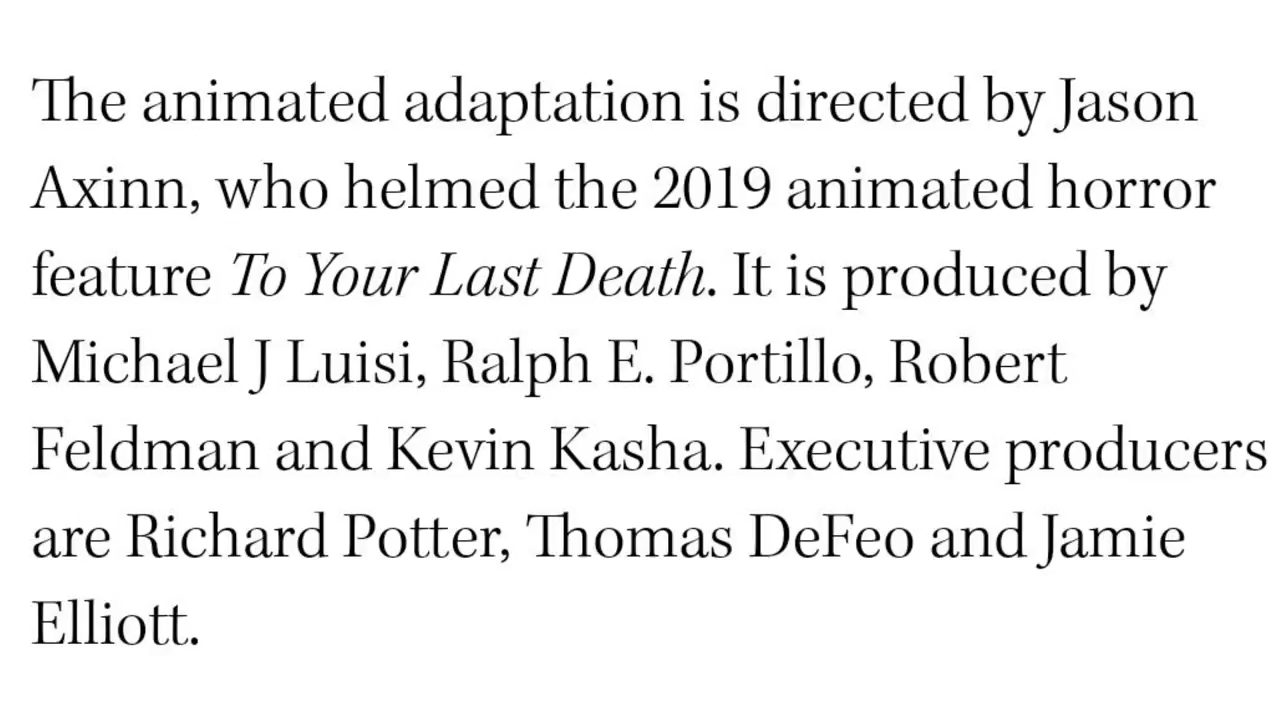 The animated adaptation is directed by Jason
Axinn, who helmed the 2019 animated horror
feature To Your Last Death. It is produced by
Michael J Luisi, Ralph E. Portillo, Robert
Feldman and Kevin Kasha. Executive producers
are Richard Potter, Thomas DeFeo and Jamie
Elliott.